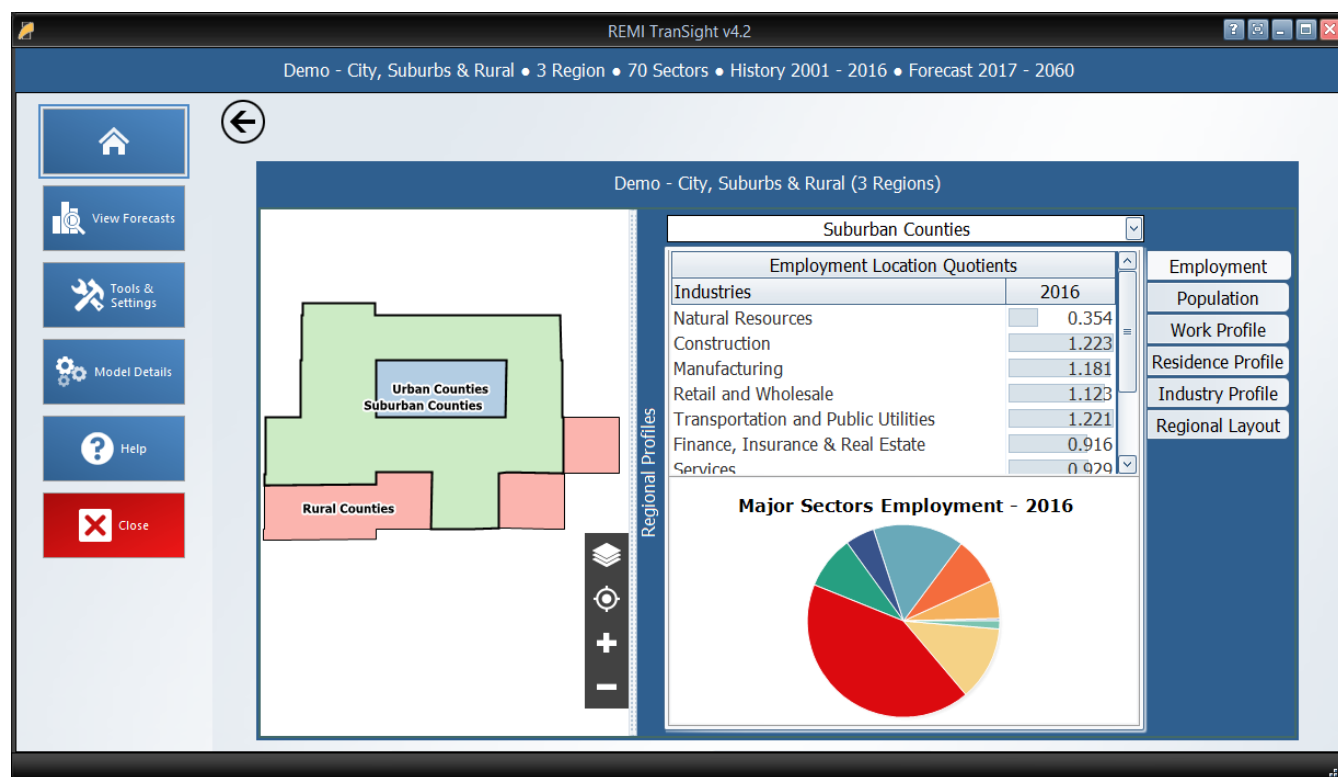 REMI TranSight v4.2
Demo - City, Suburbs & Rural ● 3 Region ● 70 Sectors ● History 2001 - 2016 ● Forecast 2017 - 2060
View Forecasts
Tools &
Settings
Model Details
Help
Close
Demo - City, Suburbs & Rural (3 Regions)
Urban Counties
Suburban Counties
Rural Counties
Regional Profiles
Suburban Counties
Employment Location Quotients
Industries 2016
Natural Resources 0.354
Construction 1.223
Manufacturing 1.181
Retail and Wholesale 1.123
Transportation and Public Utilities 1.221
Finance, Insurance & Real Estate 0.916
Services 0.929
Major Sectors Employment - 2016
Employment
Population
Work Profile
Residence Profile
Industry Profile
Regional Layout